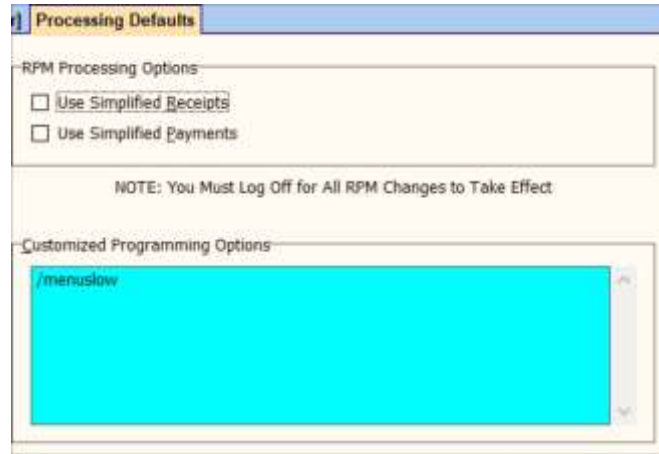 Processing Defaults
RPM Processing Options
Use Simplified Receipts
Use Simplified Payments
NOTE: You Must Log Off for All RPM Changes to Take Effect
Customized Programming Options
/menuslow